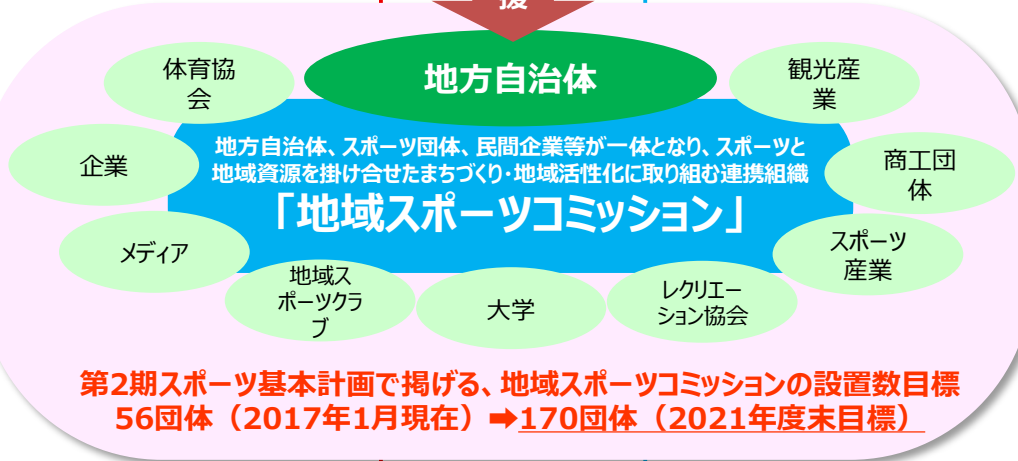 援
地方自治体
体育協
会
観光産
業
地方自治体、スポーツ団体、民間企業等が一体となり、スポーツと
地域資源を掛け合せたまちづくり・地域活性化に取り組む連携組織
「地域スポーツコミッション」
企業
商工団
体
メディア
スポーツ
産業
地域ス
ポーツクラ
ブ
大学
レクリエー
ション協会
第2期スポーツ基本計画で掲げる、地域スポーツコミッションの設置数目標
56団体（2017年1月現在）➡170団体（2021年度末目標）